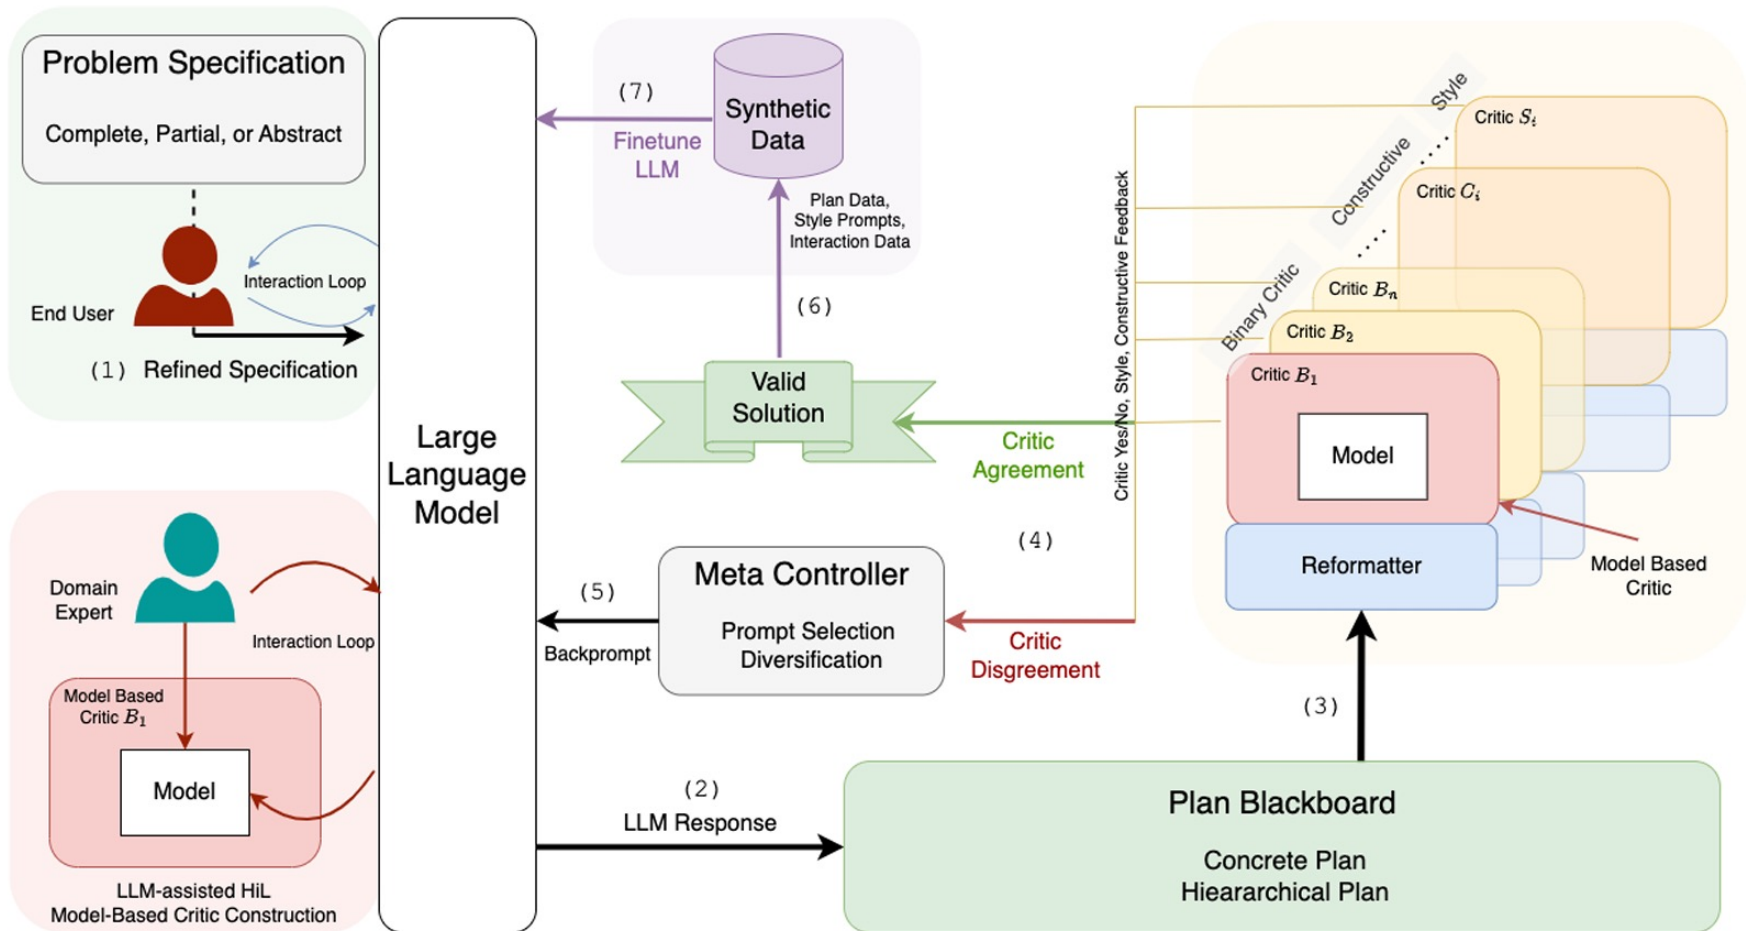 Problem Specification
Complete, Partial, or Abstract
End User
Interaction Loop
(1) Refined Specification
Domain
Expert
Interaction Loop
Model Based
Critic B₁
Model
LLM-assisted HiL
Model-Based Critic Construction
Large
Language
Model
(7)
Finetune
LLM
Synthetic
Data
Plan Data,
Style Prompts,
Interaction Data
(6)
Valid
Solution
Critic
Agreement
(4)
Meta Controller
Prompt Selection
Diversification
(5)
Backprompt
Critic
Disgreement
(2)
LLM Response
Plan Blackboard
Concrete Plan
Hieararchical Plan
(3)
Critic Yes/No, Style, Constructive Feedback
Style
Constructive
Binary Critic
Critic Sᵢ
Critic Cᵢ
Critic Bₙ
Critic B₂
Critic B₁
Model
Reformatter
Model Based
Critic